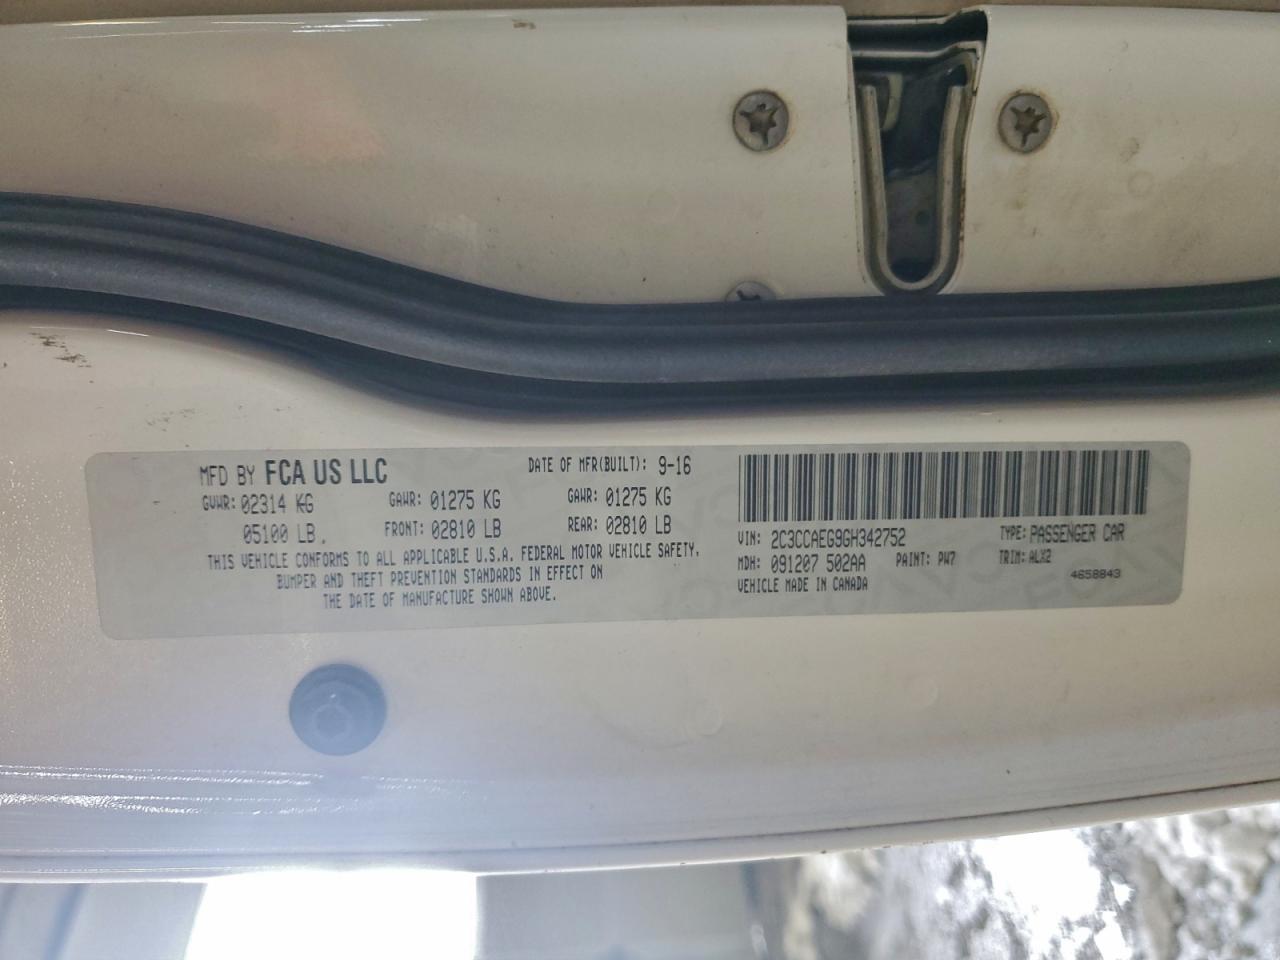 MFD BY FCA US LLC
DATE OF MFR(BUILT): 9-16
GVWR: 02314 KG GAWR: 01275 KG GAWR: 01275 KG
05100 LB, FRONT: 02810 LB REAR: 02810 LB
THIS VEHICLE CONFORMS TO ALL APPLICABLE U.S.A. FEDERAL MOTOR VEHICLE SAFETY,
BUMPER AND THEFT PREVENTION STANDARDS IN EFFECT ON
THE DATE OF MANUFACTURE SHOWN ABOVE.
VIN: 2C3CCAEG9GH342752 TYPE: PASSENGER CAR
MDH: 091207 502AA PAINT: PW7 TRIM: ALX2
VEHICLE MADE IN CANADA 4658843